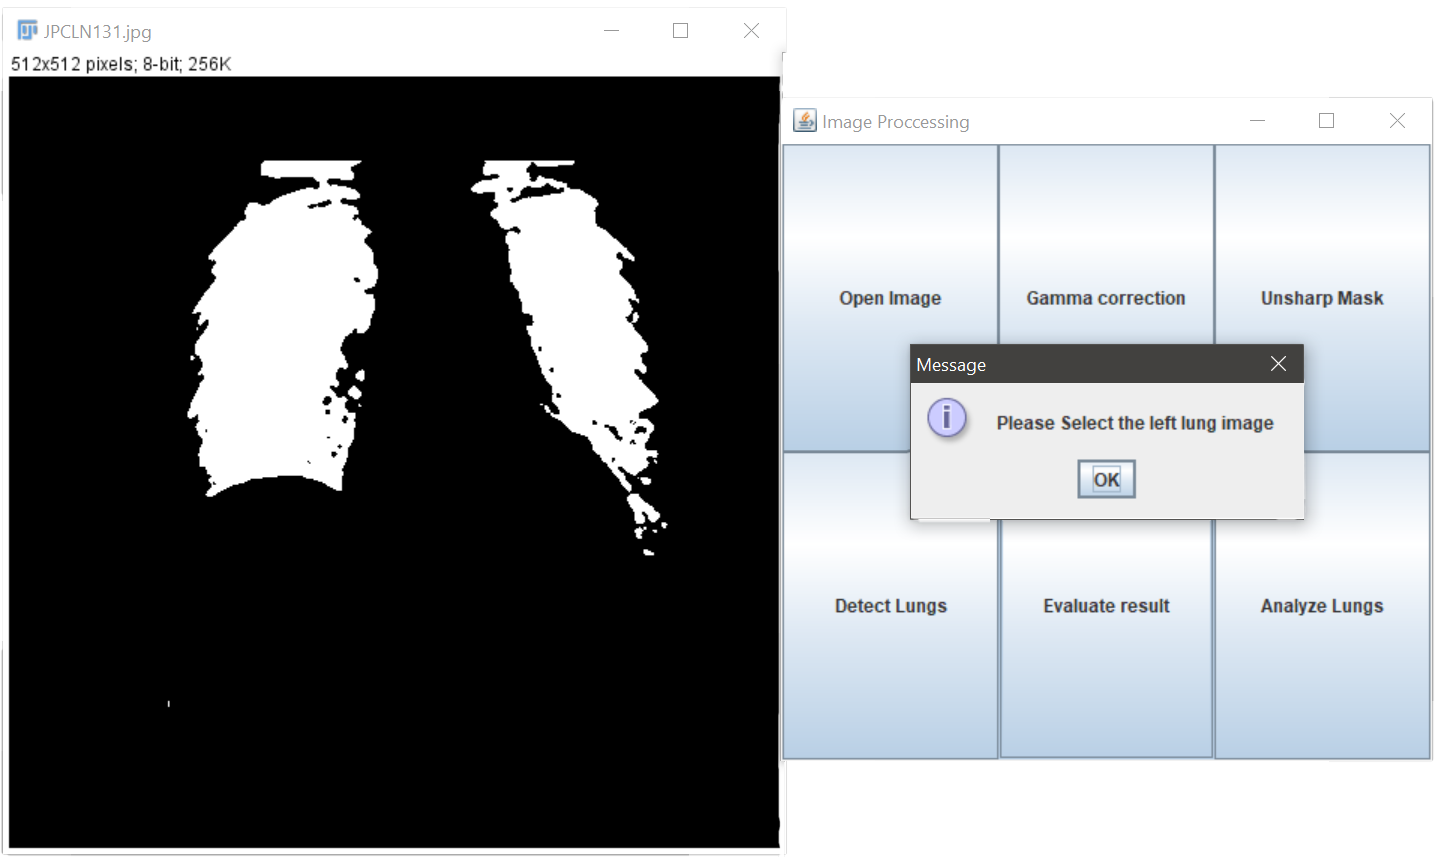 JPCLN131.jpg
512x512 pixels; 8-bit; 256K
Image Proccessing
Open Image
Gamma correction
Unsharp Mask
Message
Please Select the left lung image
OK
Detect Lungs
Evaluate result
Analyze Lungs